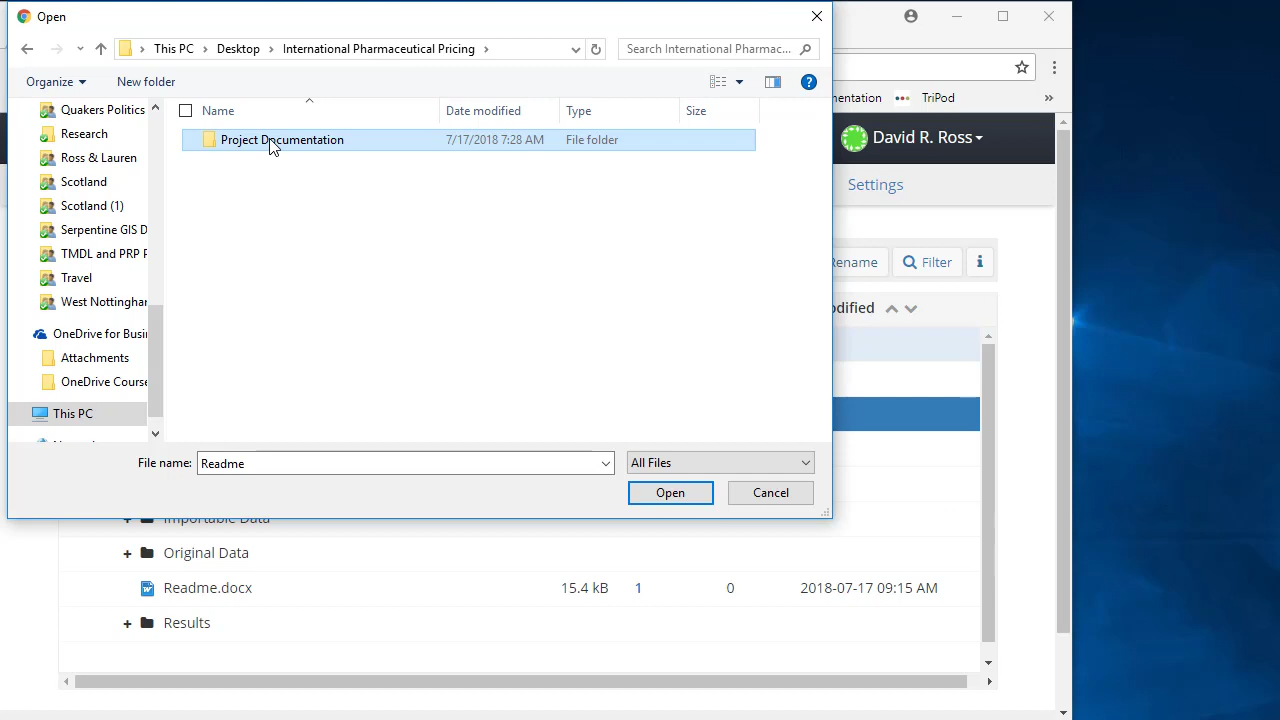 Open
This PC > Desktop > International Pharmaceutical Pricing >
Search International Pharmac...
Organize
New folder
Name
Date modified
Type
Size
Project Documentation
7/17/2018 7:28 AM
File folder
Quakers Politics
Research
Ross & Lauren
Scotland
Scotland (1)
Serpentine GIS D
TMDL and PRP P
Travel
West Nottinghar
OneDrive for Busi
Attachments
OneDrive Course
This PC
File name:
Readme
All Files
Open
Cancel
entation
TriPod
»
David R. Ross
Settings
Rename
Filter
i
odified
+ Importable Data
+ Original Data
Readme.docx 15.4 kB 1 0 2018-07-17 09:15 AM
+ Results